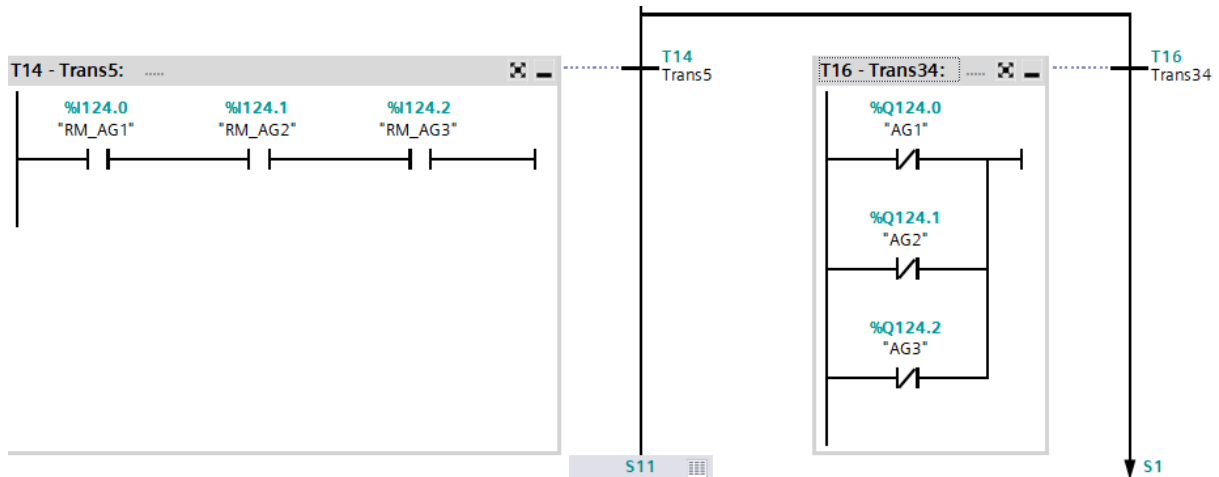 T14 - Trans5: .....
%I124.0
"RM_AG1"
%I124.1
"RM_AG2"
%I124.2
"RM_AG3"
T14
Trans5
S11
T16 - Trans34: .....
%Q124.0
"AG1"
%Q124.1
"AG2"
%Q124.2
"AG3"
T16
Trans34
S1